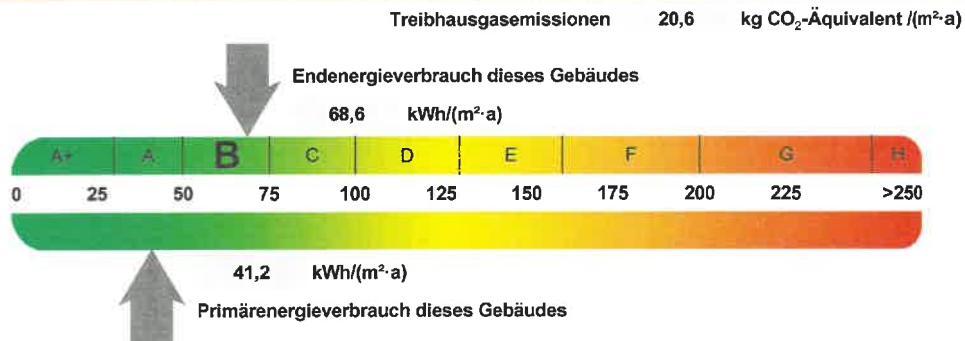 Treibhausgasemissionen 20,6 kg CO₂-Äquivalent /(m²·a)
Endenergieverbrauch dieses Gebäudes
68,6 kWh/(m²·a)
A+ A B C D E F G H
0 25 50 75 100 125 150 175 200 225 >250
41,2 kWh/(m²·a)
Primärenergieverbrauch dieses Gebäudes